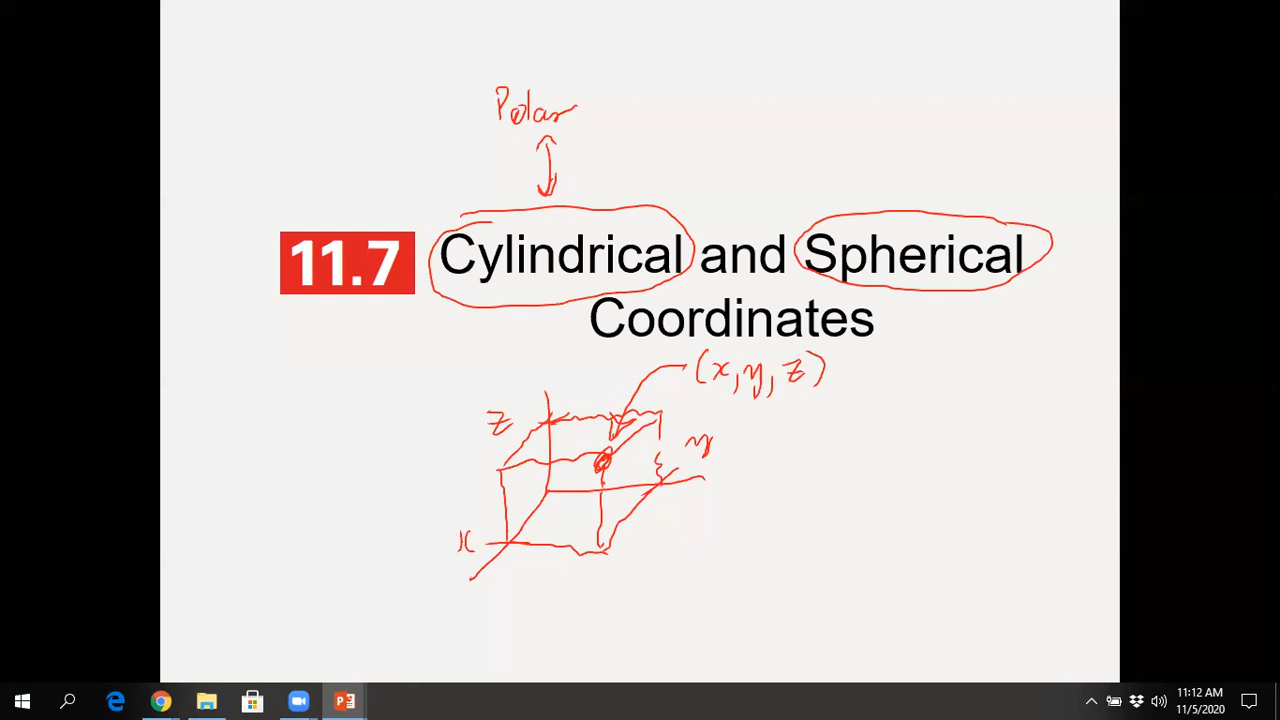 Polar
11.7 Cylindrical and Spherical
Coordinates
(x, y, z)
z
y
x
11:12 AM
11/5/2020